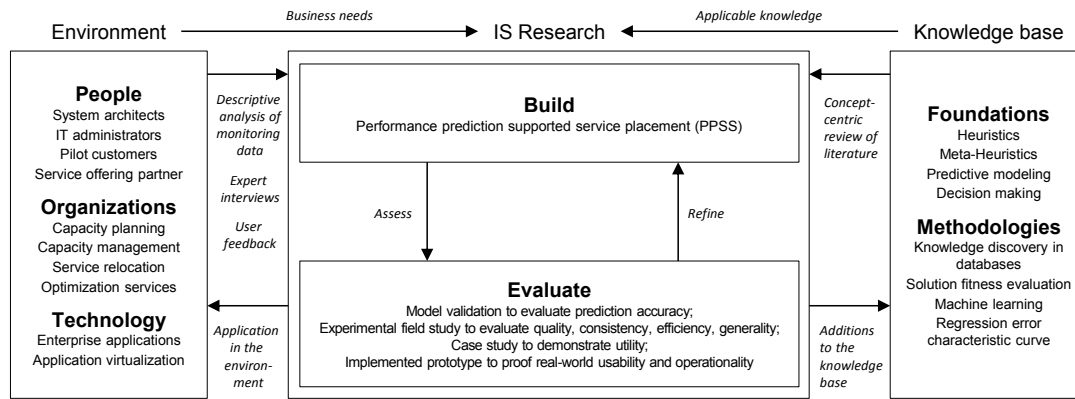 Business needs
Applicable knowledge
Environment
IS Research
Knowledge base
People
System architects
IT administrators
Pilot customers
Service offering partner
Organizations
Capacity planning
Capacity management
Service relocation
Optimization services
Technology
Enterprise applications
Application virtualization
Descriptive
analysis of
monitoring
data
Expert
interviews
User
feedback
Application
in the
environ-
ment
Build
Performance prediction supported service placement (PPSS)
Assess
Refine
Evaluate
Model validation to evaluate prediction accuracy;
Experimental field study to evaluate quality, consistency, efficiency, generality;
Case study to demonstrate utility;
Implemented prototype to proof real-world usability and operationality
Concept-
centric
review of
literature
Additions
to the
knowledge
base
Foundations
Heuristics
Meta-Heuristics
Predictive modeling
Decision making
Methodologies
Knowledge discovery in
databases
Solution fitness evaluation
Machine learning
Regression error
characteristic curve